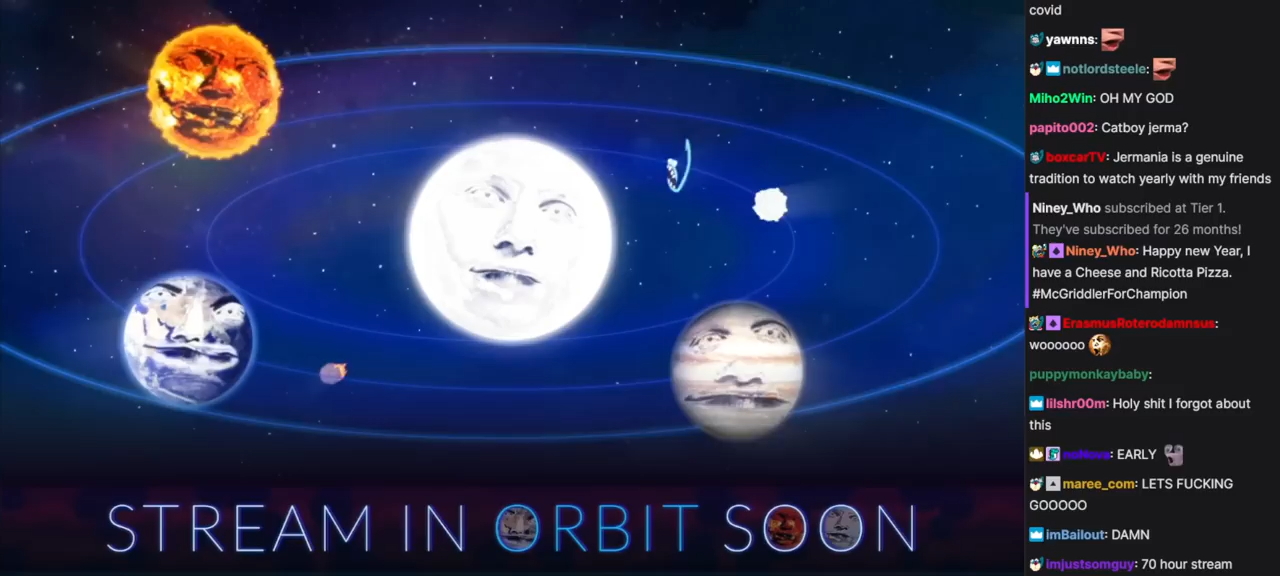 STREAM IN ORBIT SOON
covid
yawnns:
notlordsteele:
Miho2Win: OH MY GOD
papito002: Catboy jerma?
boxcarTV: Jermania is a genuine
tradition to watch yearly with my friends
Niney_Who subscribed at Tier 1.
They've subscribed for 26 months!
Niney_Who: Happy new Year, I
have a Cheese and Ricotta Pizza.
#McGriddlerForChampion
ErasmusRoterodamnsus:
woooooo
puppymonkaybaby:
lilshr00m: Holy shit I forgot about
this
noNova: EARLY
maree_com: LETS FUCKING
GOOOOO
imBailout: DAMN
imjustsomguy: 70 hour stream